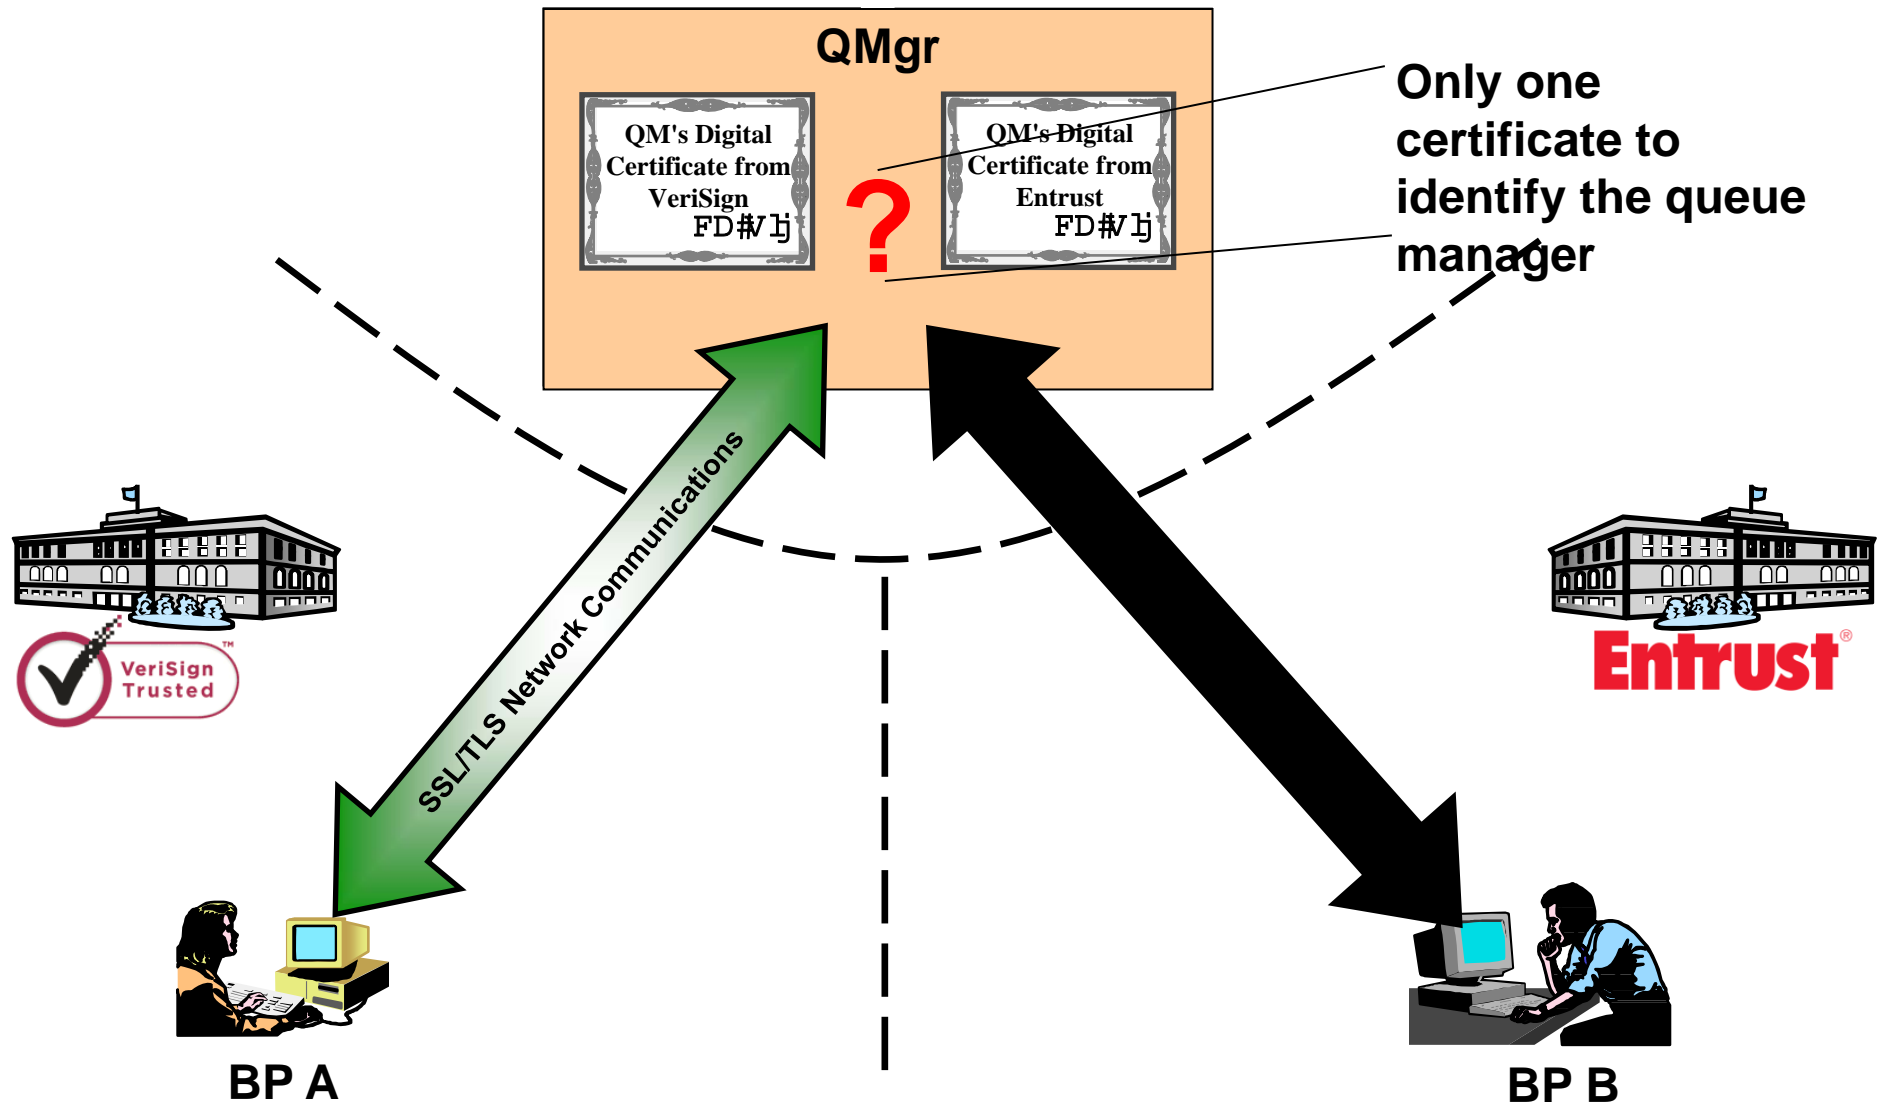 QMgr
QM's Digital
Certificate from
VeriSign
FD#V1j
QM's Digital
Certificate from
Entrust
FD#V1j
?
Only one
certificate to
identify the queue
manager
SSL/TLS Network Communications
VeriSign
Trusted
™
Entrust®
BP A
BP B